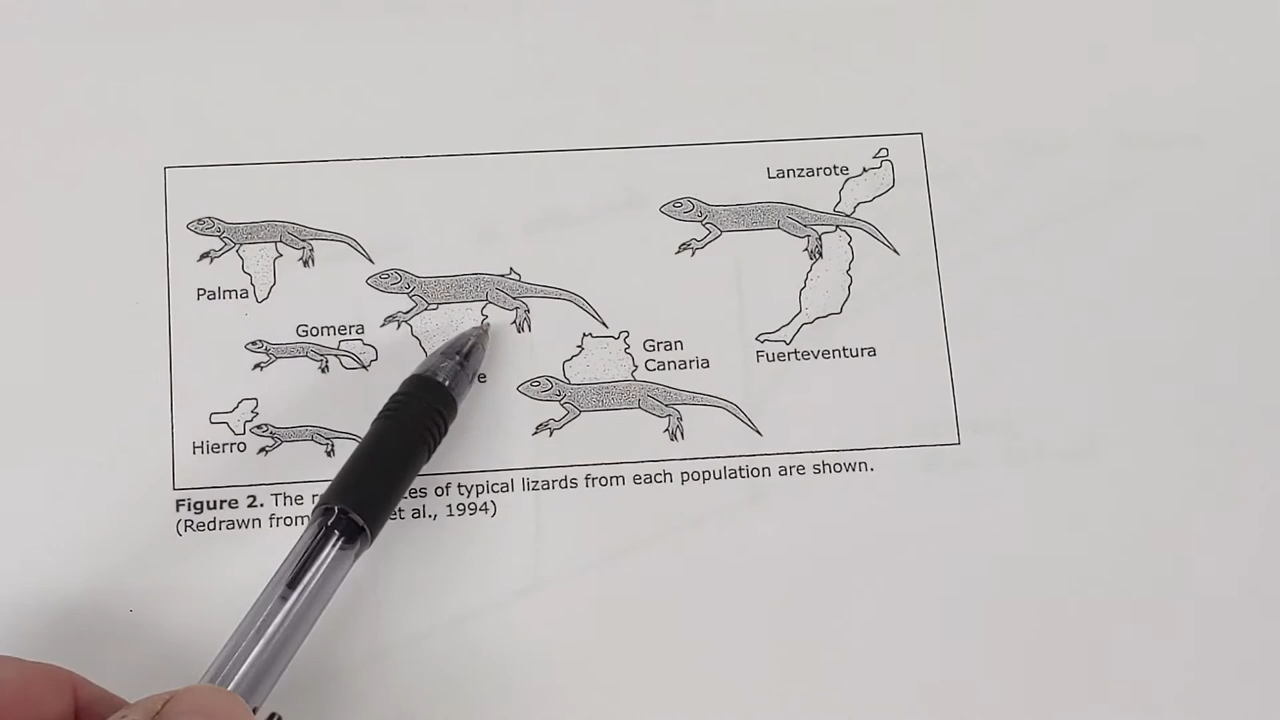 Lanzarote
Palma
Gomera
Gran
Canaria
Fuerteventura
Hierro
Figure 2. The of typical lizards from each population are shown.
(Redrawn from et al., 1994)